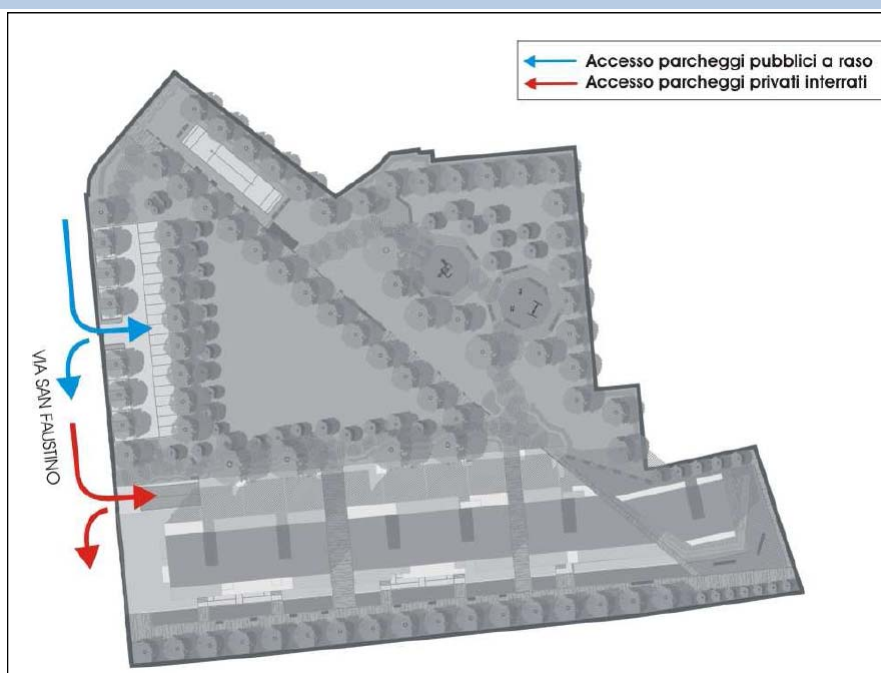 Accesso parcheggi pubblici a raso
Accesso parcheggi privati interrati
VIA SAN FAUSTINO